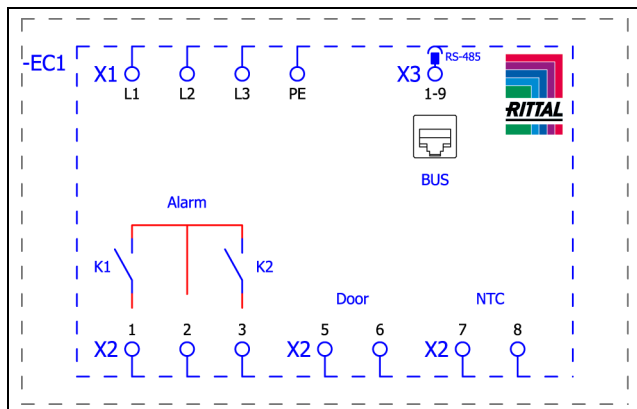 -EC1
X1 L1 L2 L3 PE
X3 RS-485
1-9
RITTAL
BUS
Alarm
K1 K2
Door NTC
X2 1 2 3 X2 5 6 X2 7 8